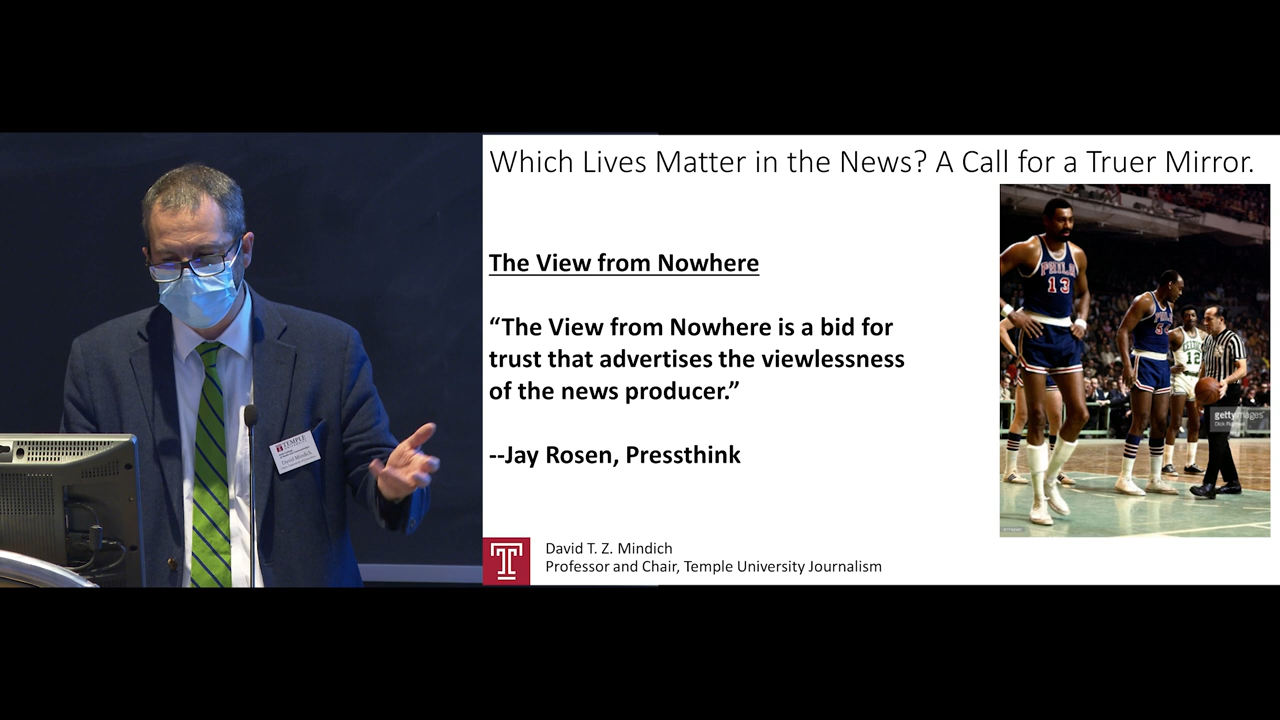 Which Lives Matter in the News? A Call for a Truer Mirror.
The View from Nowhere
“The View from Nowhere is a bid for
trust that advertises the viewlessness
of the news producer.”
--Jay Rosen, Pressthink
PHILA
13
12
gettyimages
David T. Z. Mindich
Professor and Chair, Temple University Journalism
TEMPLE
David Mindich